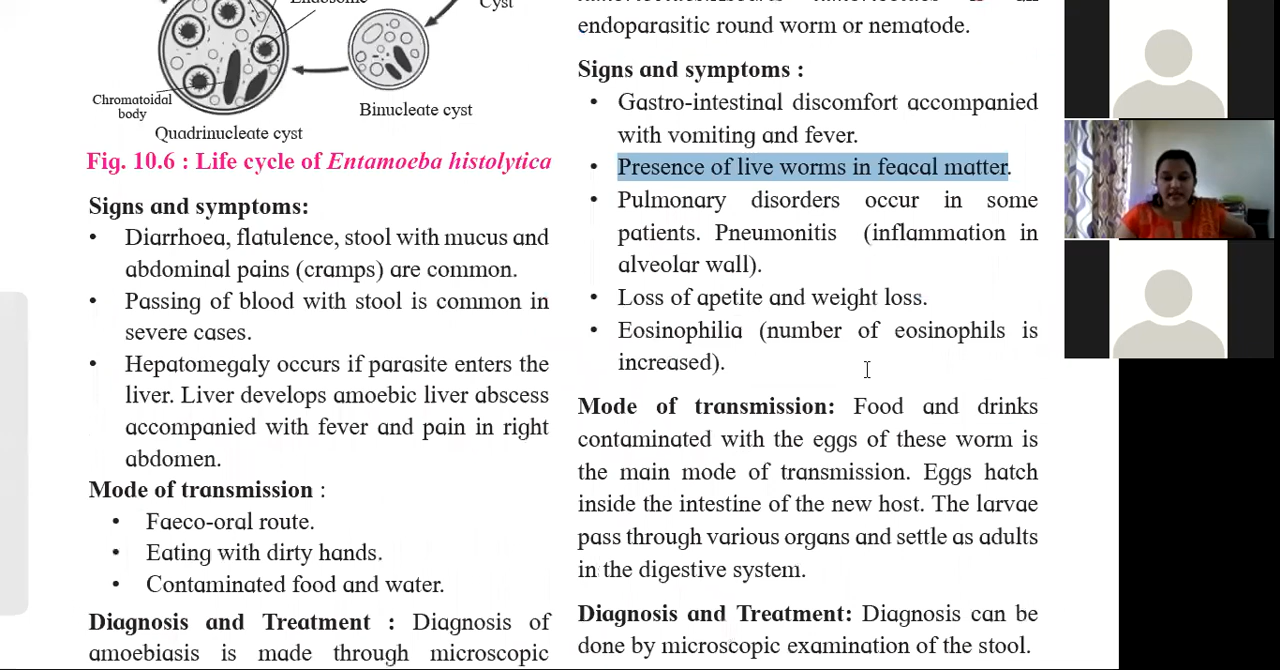 Endosome
Cyst
Chromatoidal
body
Binucleate cyst
Quadrinucleate cyst
Fig. 10.6 : Life cycle of Entamoeba histolytica
Signs and symptoms:
• Diarrhoea, flatulence, stool with mucus and
abdominal pains (cramps) are common.
• Passing of blood with stool is common in
severe cases.
• Hepatomegaly occurs if parasite enters the
liver. Liver develops amoebic liver abscess
accompanied with fever and pain in right
abdomen.
Mode of transmission :
• Faeco-oral route.
• Eating with dirty hands.
• Contaminated food and water.
Diagnosis and Treatment : Diagnosis of
amoebiasis is made through microscopic
endoparasitic round worm or nematode.
Signs and symptoms :
• Gastro-intestinal discomfort accompanied
with vomiting and fever.
• Presence of live worms in feacal matter.
• Pulmonary disorders occur in some
patients. Pneumonitis (inflammation in
alveolar wall).
• Loss of apetite and weight loss.
• Eosinophilia (number of eosinophils is
increased).
Mode of transmission: Food and drinks
contaminated with the eggs of these worm is
the main mode of transmission. Eggs hatch
inside the intestine of the new host. The larvae
pass through various organs and settle as adults
in the digestive system.
Diagnosis and Treatment: Diagnosis can be
done by microscopic examination of the stool.